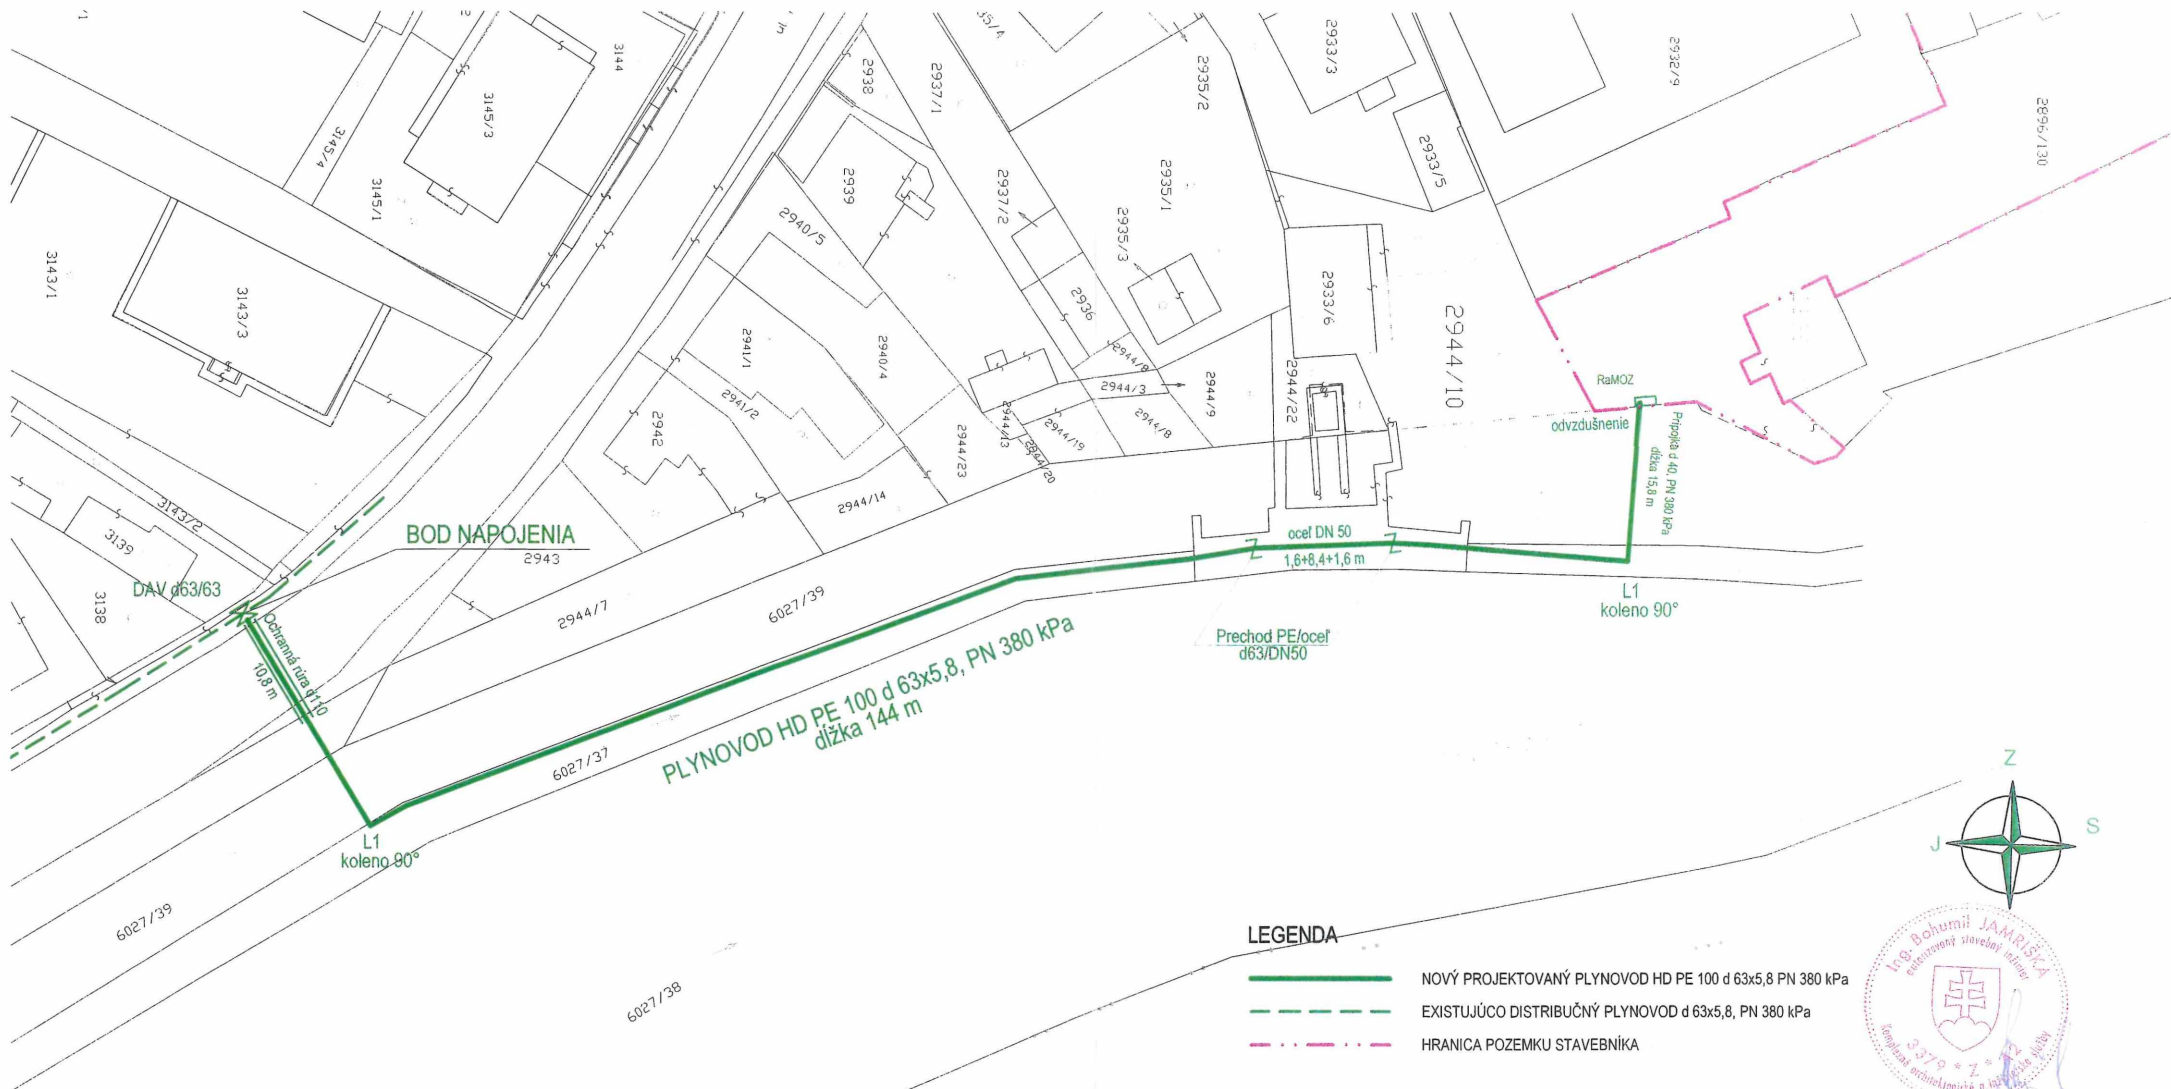 3144
3145/3
3145/4
3145/1
3143/1
3143/3
3143/2
3139
3138
2938
2937/1
2939
2937/2
2940/5
2935/2
2935/1
2935/3
2936
2933/3
2933/5
2933/6
2932/9
2896/130
2941/1
2941/2
2940/4
2942
2943
2944/8
2944/3
2944/9
2944/8
2944/19
2944/13
2944/20
2944/23
2944/14
2944/22
2944/10
2944/7
6027/39
6027/37
6027/39
6027/38
BOD NAPOJENIA
DAV d63/63
Ochranná rúra d110
10,8 m
L1
koleno 90°
PLYNOVOD HD PE 100 d 63x5,8, PN 380 kPa
dĺžka 144 m
oceľ DN 50
1,6+8,4+1,6 m
Prechod PE/oceľ
d63/DN50
RaMOZ
odvzdušnenie
Prípojka d 40, PN 380 kPa
dĺžka 15,8 m
L1
koleno 90°
Z
J
S
LEGENDA
NOVÝ PROJEKTOVANÝ PLYNOVOD HD PE 100 d 63x5,8 PN 380 kPa
EXISTUJÚCO DISTRIBUČNÝ PLYNOVOD d 63x5,8, PN 380 kPa
HRANICA POZEMKU STAVEBNÍKA
Ing. Bohumil JAMRIŠKA
autorizovaný stavebný inžinier
3379 * Z *